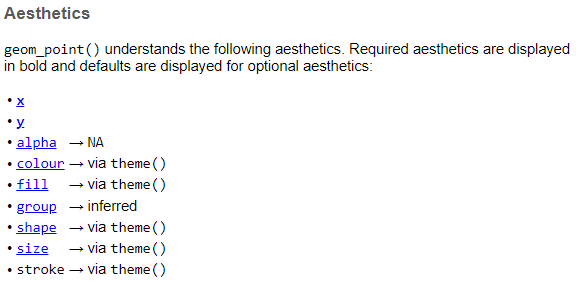 Aesthetics
geom_point() understands the following aesthetics. Required aesthetics are displayed
in bold and defaults are displayed for optional aesthetics:
• x
• y
• alpha → NA
• colour → via theme()
• fill → via theme()
• group → inferred
• shape → via theme()
• size → via theme()
• stroke → via theme()